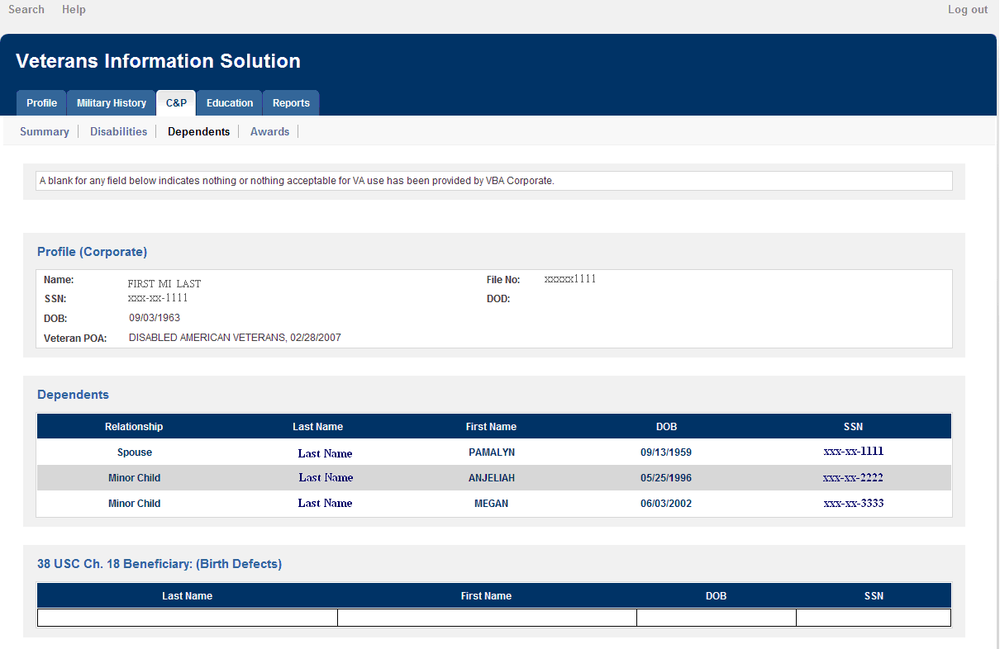 Search Help Log out
Veterans Information Solution
Profile Military History C&P Education Reports
Summary Disabilities Dependents Awards
A blank for any field below indicates nothing or nothing acceptable for VA use has been provided by VBA Corporate.
Profile (Corporate)
Name: FIRST MI LAST File No: xxxxx1111
SSN: xxx-xx-1111 DOD:
DOB: 09/03/1963
Veteran POA: DISABLED AMERICAN VETERANS, 02/28/2007
Dependents
Relationship Last Name First Name DOB SSN
Spouse Last Name PAMALYN 09/13/1959 xxx-xx-1111
Minor Child Last Name ANJELIAH 05/25/1996 xxx-xx-2222
Minor Child Last Name MEGAN 06/03/2002 xxx-xx-3333
38 USC Ch. 18 Beneficiary: (Birth Defects)
Last Name First Name DOB SSN